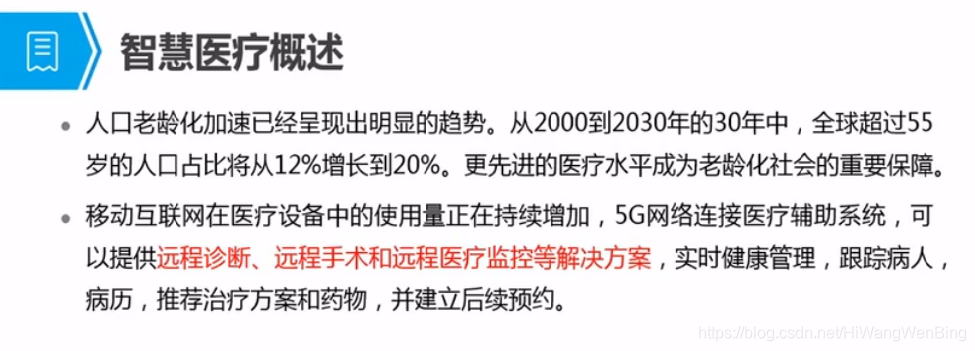 智慧医疗概述
人口老龄化加速已经呈现出明显的趋势。从2000到2030年的30年中，全球超过55
岁的人口占比将从12%增长到20%。更先进的医疗水平成为老龄化社会的重要保障。
移动互联网在医疗设备中的使用量正在持续增加，5G网络连接医疗辅助系统，可
以提供远程诊断、远程手术和远程医疗监控等解决方案，实时健康管理，跟踪病人，
病历，推荐治疗方案和药物，并建立后续预约。
https://blog.csdn.net/HiWangWenBing